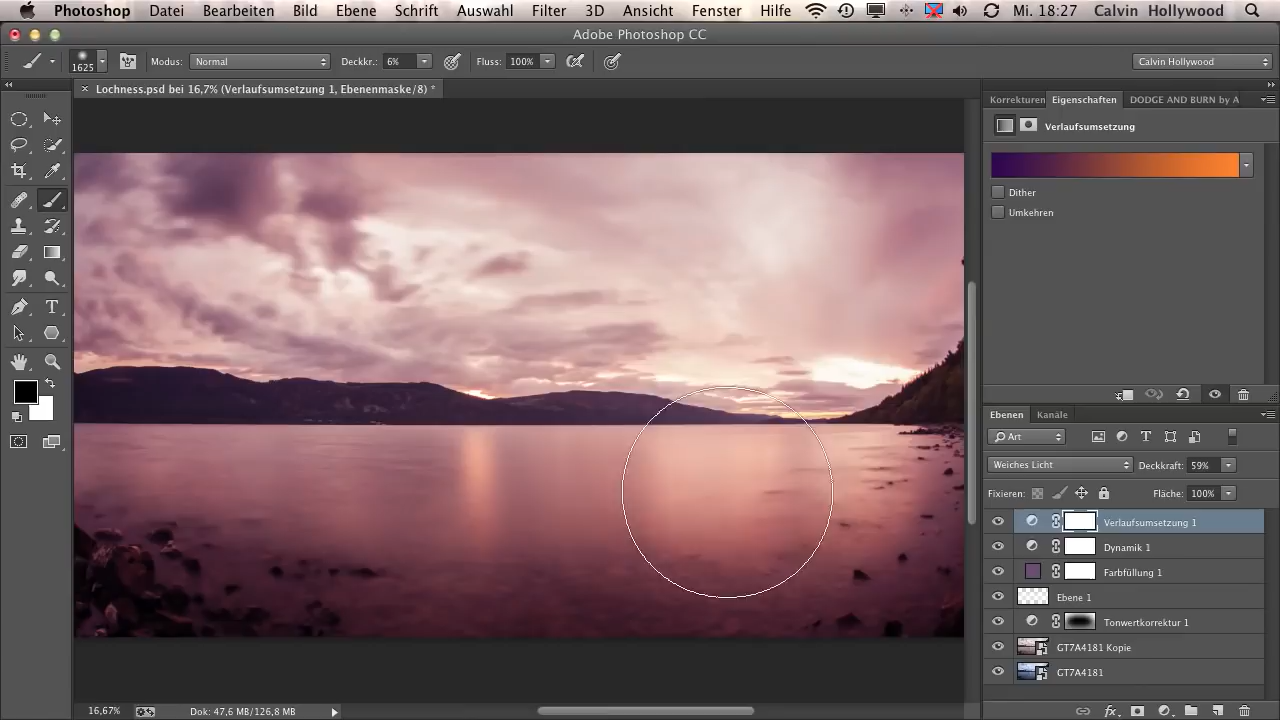 Photoshop Datei Bearbeiten Bild Ebene Schrift Auswahl Filter 3D Ansicht Fenster Hilfe Mi. 18:27 Calvin Hollywood
Adobe Photoshop CC
1625 Modus: Normal Deckkr.: 6% Fluss: 100% Calvin Hollywood
× Lochness.psd bei 16,7% (Verlaufsumsetzung 1, Ebenenmaske/8) *
Korrekturen Eigenschaften DODGE AND BURN by A
Verlaufsumsetzung
Dither
Umkehren
Ebenen Kanäle
Art
Weiches Licht Deckkraft: 59%
Fixieren: Fläche: 100%
Verlaufsumsetzung 1
Dynamik 1
Farbfüllung 1
Ebene 1
Tonwertkorrektur 1
GT7A4181 Kopie
GT7A4181
16,67% Dok: 47,6 MB/126,8 MB